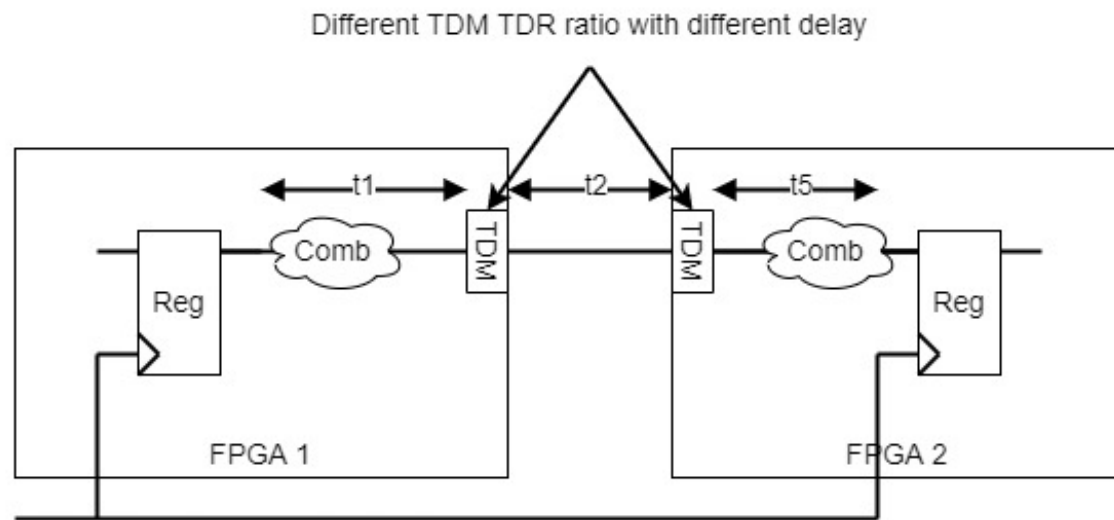 Different TDM TDR ratio with different delay
t1
t2
t5
TDM
TDM
Comb
Comb
Reg
Reg
FPGA 1
FPGA 2